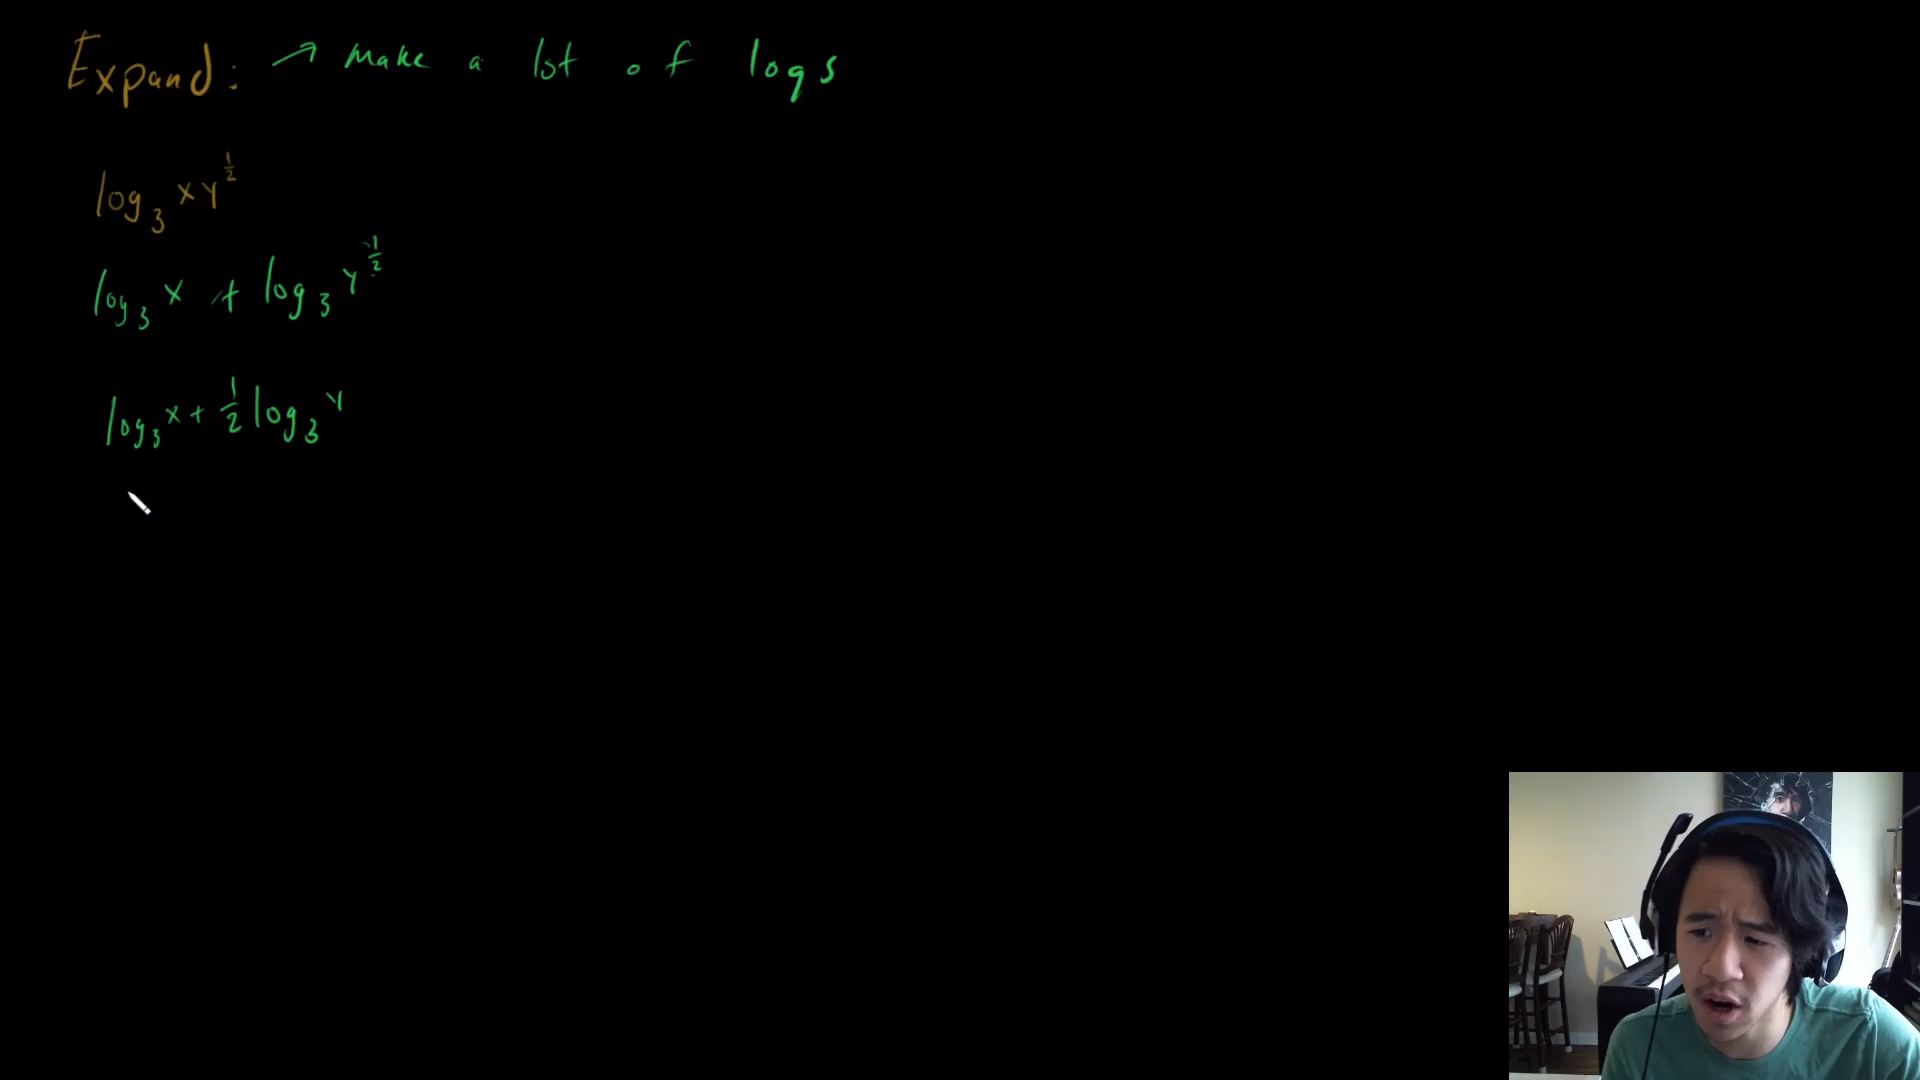 Expand: → make a lot of logs
log₃ xy^½
log₃ x + log₃ y^½
log₃ x + ½ log₃ y